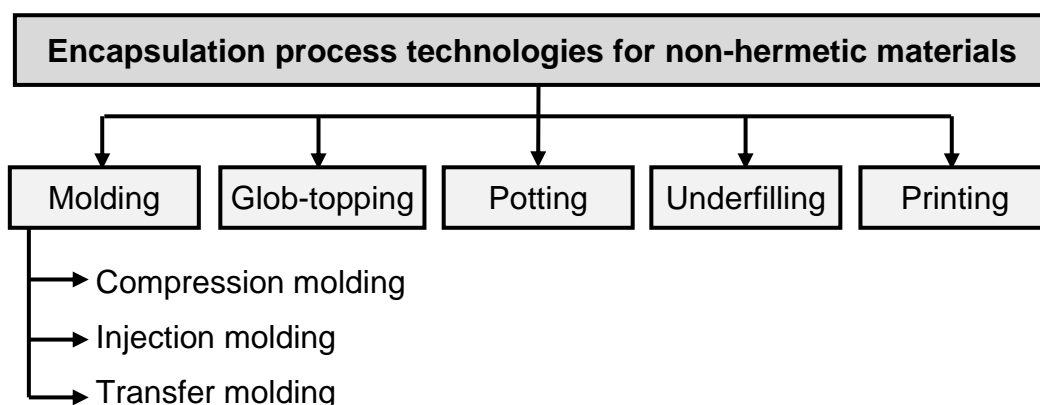 Encapsulation process technologies for non-hermetic materials
Molding
Glob-topping
Potting
Underfilling
Printing
Compression molding
Injection molding
Transfer molding